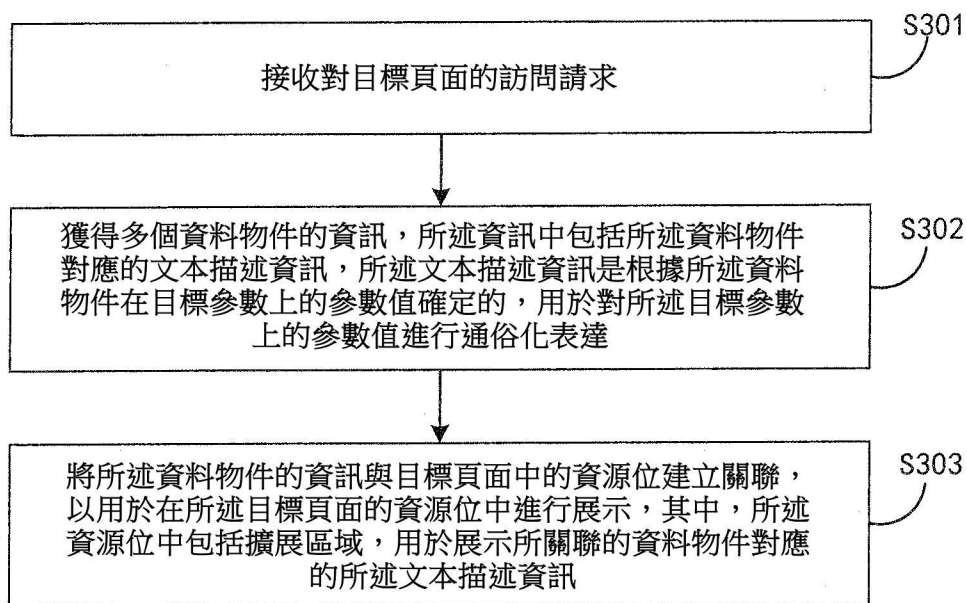 S301
接收對目標頁面的訪問請求
S302
獲得多個資料物件的資訊，所述資訊中包括所述資料物件
對應的文本描述資訊，所述文本描述資訊是根據所述資料
物件在目標參數上的參數值確定的，用於對所述目標參數
上的參數值進行通俗化表達
S303
將所述資料物件的資訊與目標頁面中的資源位建立關聯，
以用於在所述目標頁面的資源位中進行展示，其中，所述
資源位中包括擴展區域，用於展示所關聯的資料物件對應
的所述文本描述資訊